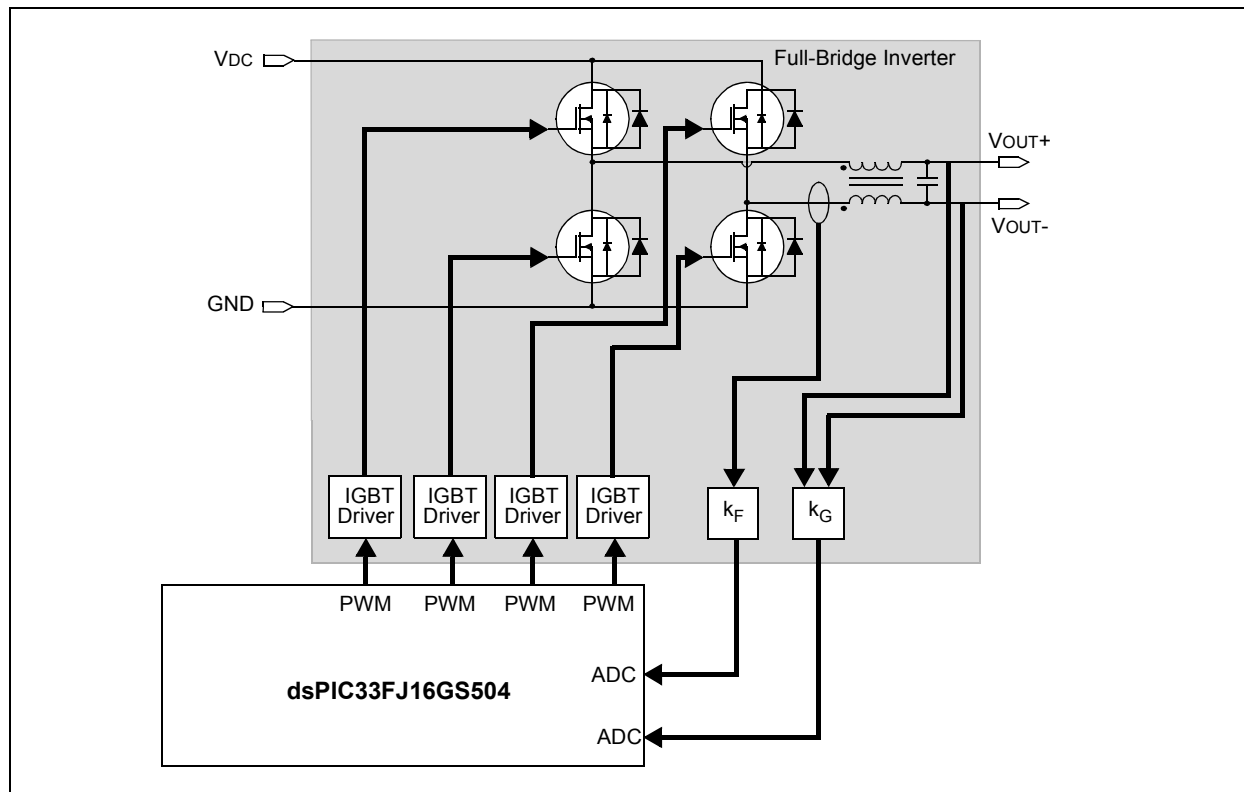 VDC
Full-Bridge Inverter
VOUT+
VOUT-
GND
IGBT
Driver
IGBT
Driver
IGBT
Driver
IGBT
Driver
kF
kG
PWM
PWM
PWM
PWM
ADC
dsPIC33FJ16GS504
ADC